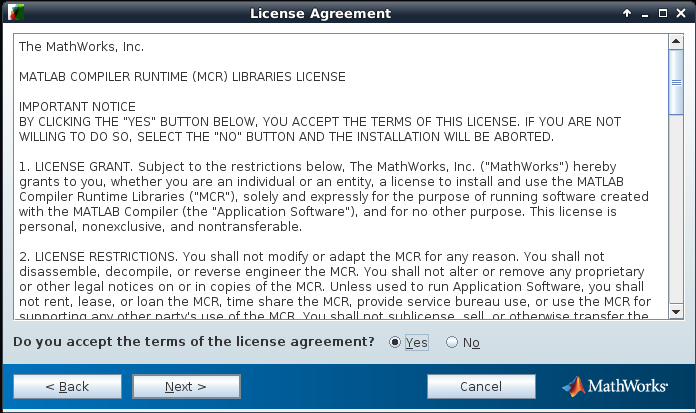 License Agreement
The MathWorks, Inc.
MATLAB COMPILER RUNTIME (MCR) LIBRARIES LICENSE
IMPORTANT NOTICE
BY CLICKING THE "YES" BUTTON BELOW, YOU ACCEPT THE TERMS OF THIS LICENSE. IF YOU ARE NOT
WILLING TO DO SO, SELECT THE "NO" BUTTON AND THE INSTALLATION WILL BE ABORTED.
1. LICENSE GRANT. Subject to the restrictions below, The MathWorks, Inc. ("MathWorks") hereby
grants to you, whether you are an individual or an entity, a license to install and use the MATLAB
Compiler Runtime Libraries ("MCR"), solely and expressly for the purpose of running software created
with the MATLAB Compiler (the "Application Software"), and for no other purpose. This license is
personal, nonexclusive, and nontransferable.
2. LICENSE RESTRICTIONS. You shall not modify or adapt the MCR for any reason. You shall not
disassemble, decompile, or reverse engineer the MCR. You shall not alter or remove any proprietary
or other legal notices on or in copies of the MCR. Unless used to run Application Software, you shall
not rent, lease, or loan the MCR, time share the MCR, provide service bureau use, or use the MCR for
supporting any other party's use of the MCR. You shall not sublicense, sell, or otherwise transfer the
Do you accept the terms of the license agreement? Yes No
< Back Next > Cancel MathWorks